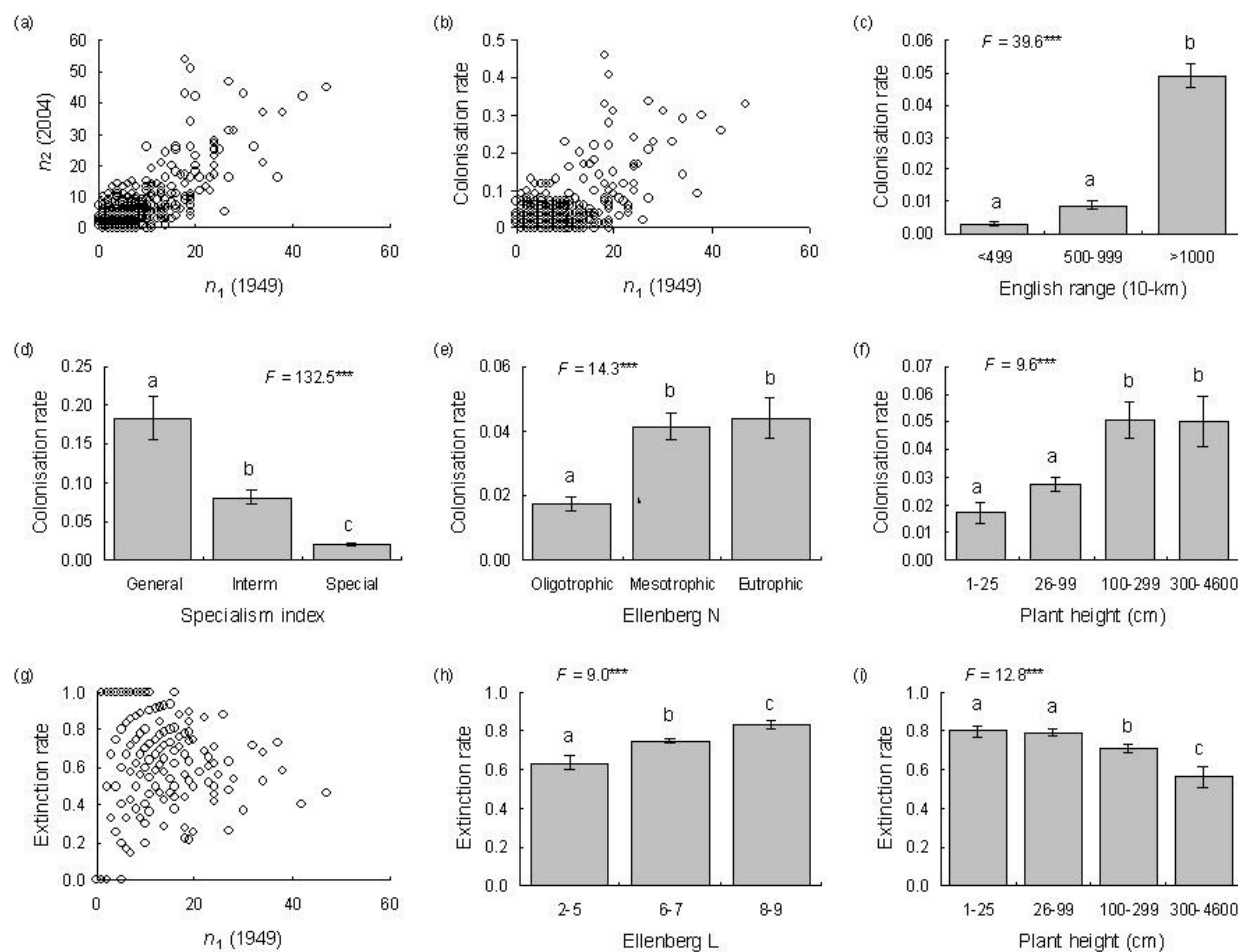 (a)
60
50
40
30
20
10
0
n2 (2004)
0 20 40 60
n1 (1949)
(b)
0.5
0.4
0.3
0.2
0.1
0
Colonisation rate
0 20 40 60
n1 (1949)
(c)
F = 39.6***
0.06
0.05
0.04
0.03
0.02
0.01
0.00
Colonisation rate
a a b
<499 500-999 >1000
English range (10-km)
(d)
F = 132.5***
0.25
0.20
0.15
0.10
0.05
0.00
Colonisation rate
a b c
General Interm Special
Specialism index
(e)
F = 14.3***
0.06
0.04
0.02
0.00
Colonisation rate
a b b
Oligotrophic Mesotrophic Eutrophic
Ellenberg N
(f)
F = 9.6***
0.07
0.06
0.05
0.04
0.03
0.02
0.01
0.00
Colonisation rate
a a b b
1-25 26-99 100-299 300-4600
Plant height (cm)
(g)
1.0
0.8
0.6
0.4
0.2
0.0
Extinction rate
0 20 40 60
n1 (1949)
(h)
F = 9.0***
1.0
0.8
0.6
0.4
0.2
0.0
Extinction rate
a b c
2-5 6-7 8-9
Ellenberg L
(i)
F = 12.8***
1.0
0.8
0.6
0.4
0.2
0.0
Extinction rate
a a b c
1-25 26-99 100-299 300-4600
Plant height (cm)